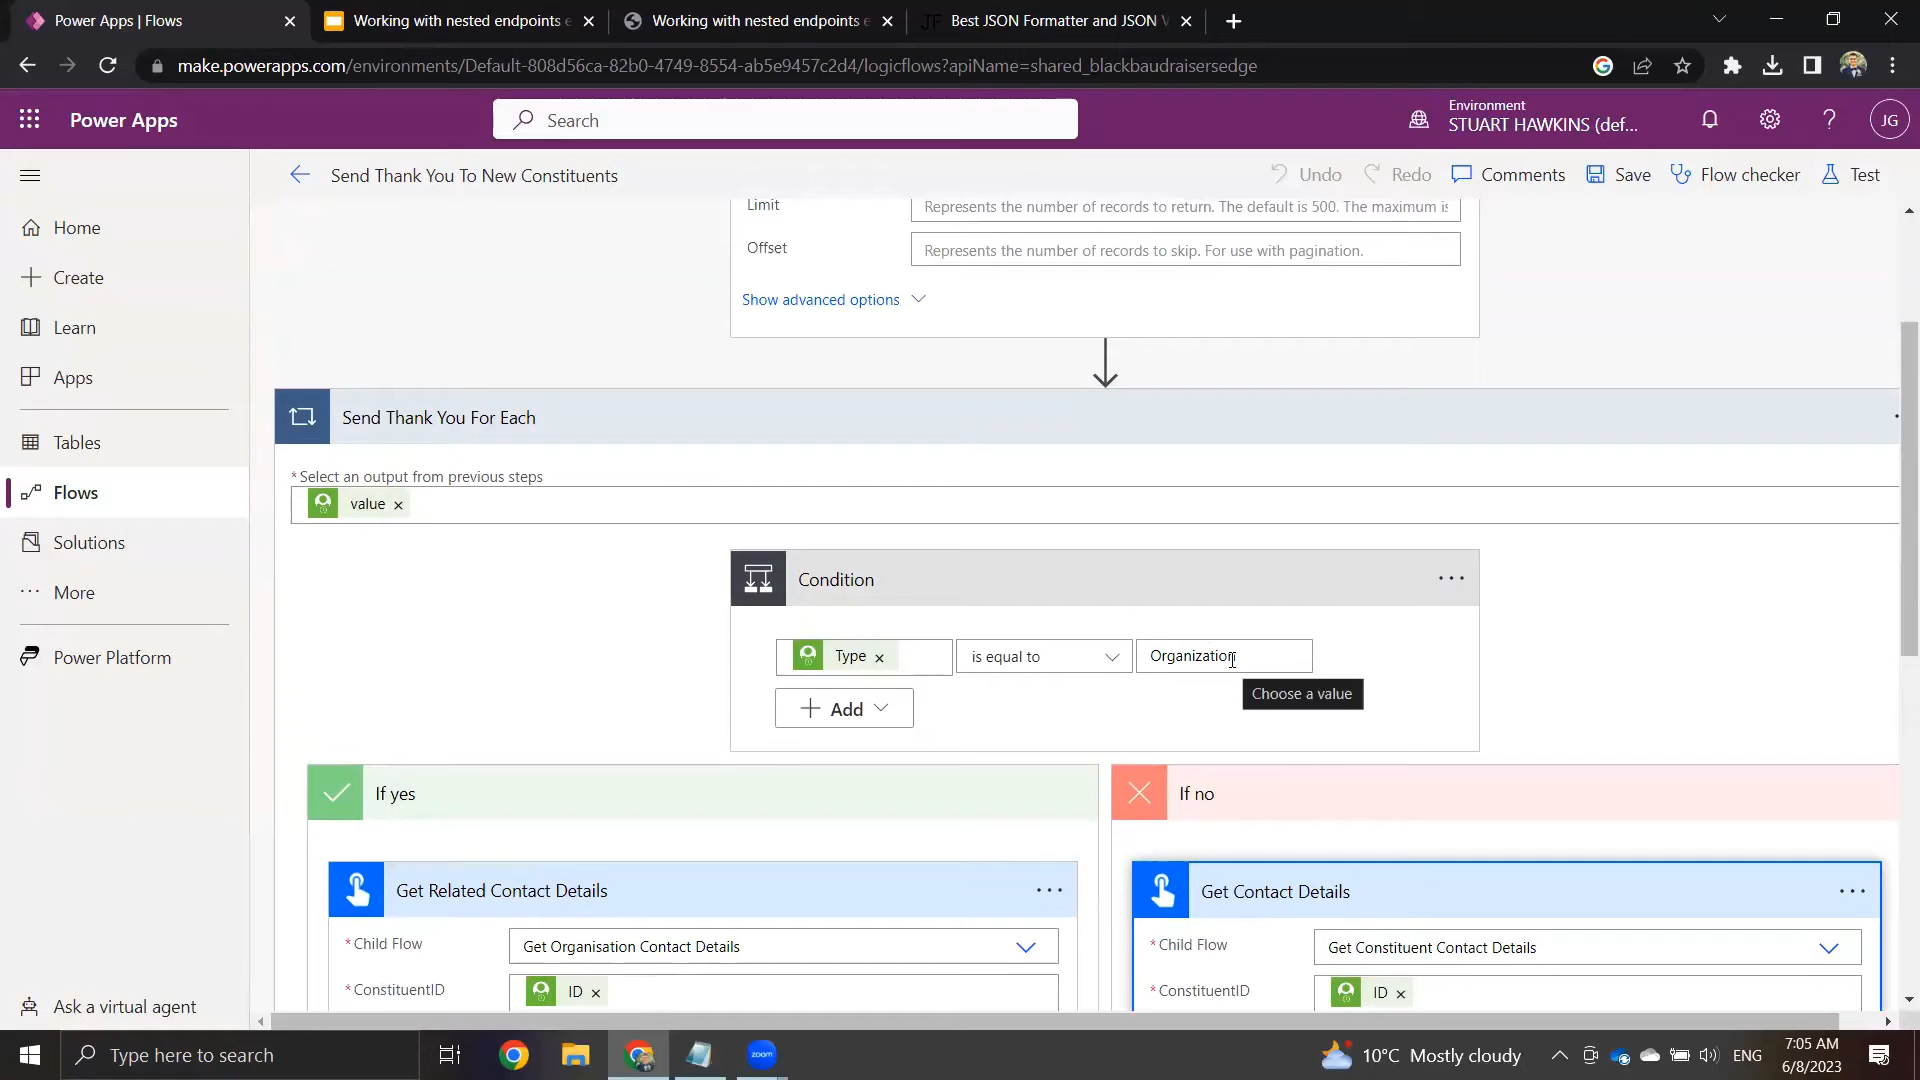 Power Apps | Flows
Working with nested endpoints e
Working with nested endpoints e
Best JSON Formatter and JSON V
make.powerapps.com/environments/Default-808d56ca-82b0-4749-8554-ab5e9457c2d4/logicflows?apiName=shared_blackbaudraisersedge
Power Apps
Search
Environment
STUART HAWKINS (def...
JG
Send Thank You To New Constituents
Undo
Redo
Comments
Save
Flow checker
Test
Home
Create
Learn
Apps
Tables
Flows
Solutions
More
Power Platform
Ask a virtual agent
Limit
Represents the number of records to return. The default is 500. The maximum is
Offset
Represents the number of records to skip. For use with pagination.
Show advanced options
Send Thank You For Each
* Select an output from previous steps
value ×
Condition
Type ×
is equal to
Organization
Choose a value
+ Add
If yes
If no
Get Related Contact Details
* Child Flow
Get Organisation Contact Details
* ConstituentID
ID ×
Get Contact Details
* Child Flow
Get Constituent Contact Details
* ConstituentID
ID ×
Type here to search
zoom
10°C Mostly cloudy
ENG
7:05 AM
6/8/2023